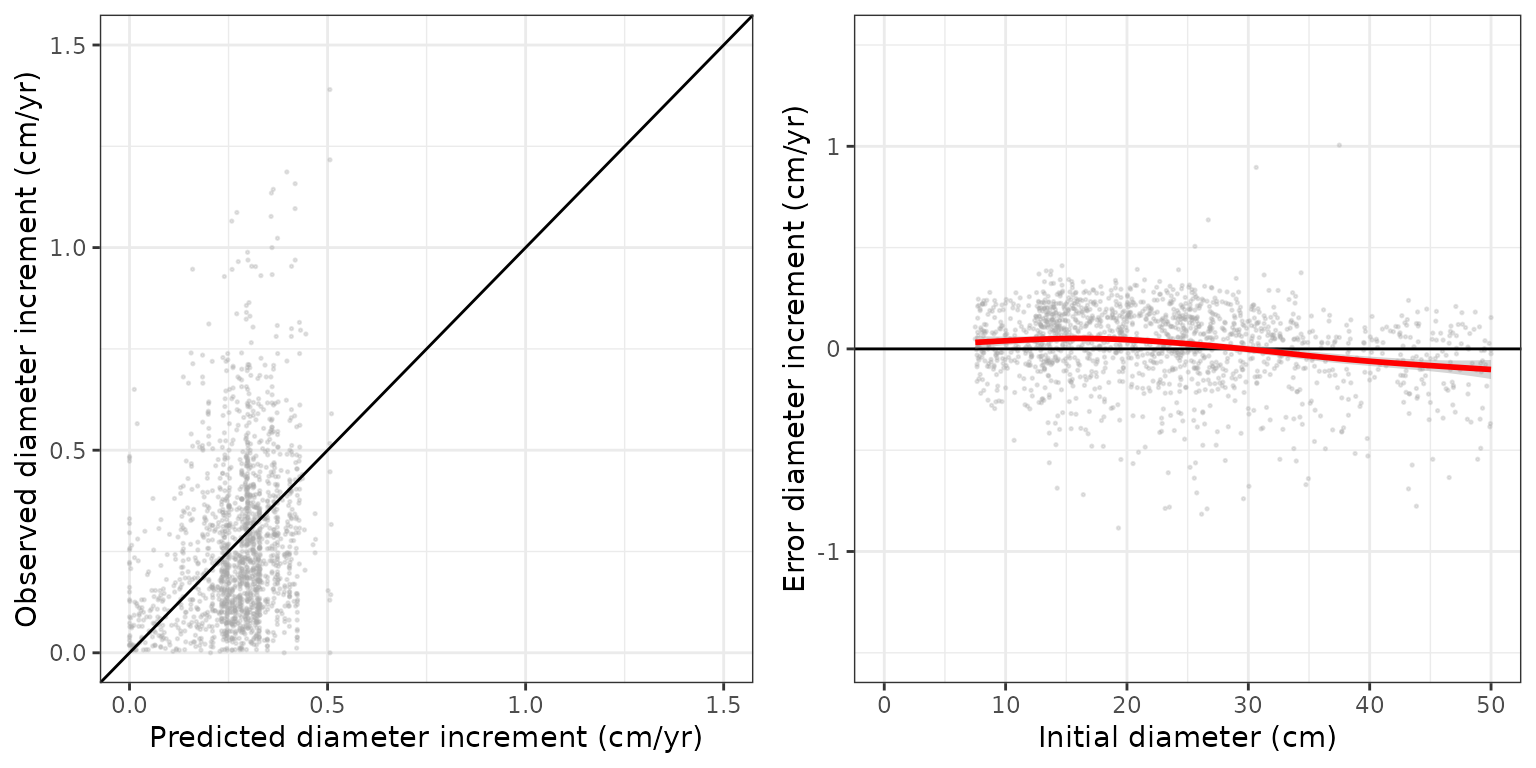 Observed diameter increment (cm/yr)
1.5
1.0
0.5
0.0
0.0 0.5 1.0 1.5
Predicted diameter increment (cm/yr)
Error diameter increment (cm/yr)
1
0
-1
0 10 20 30 40 50
Initial diameter (cm)